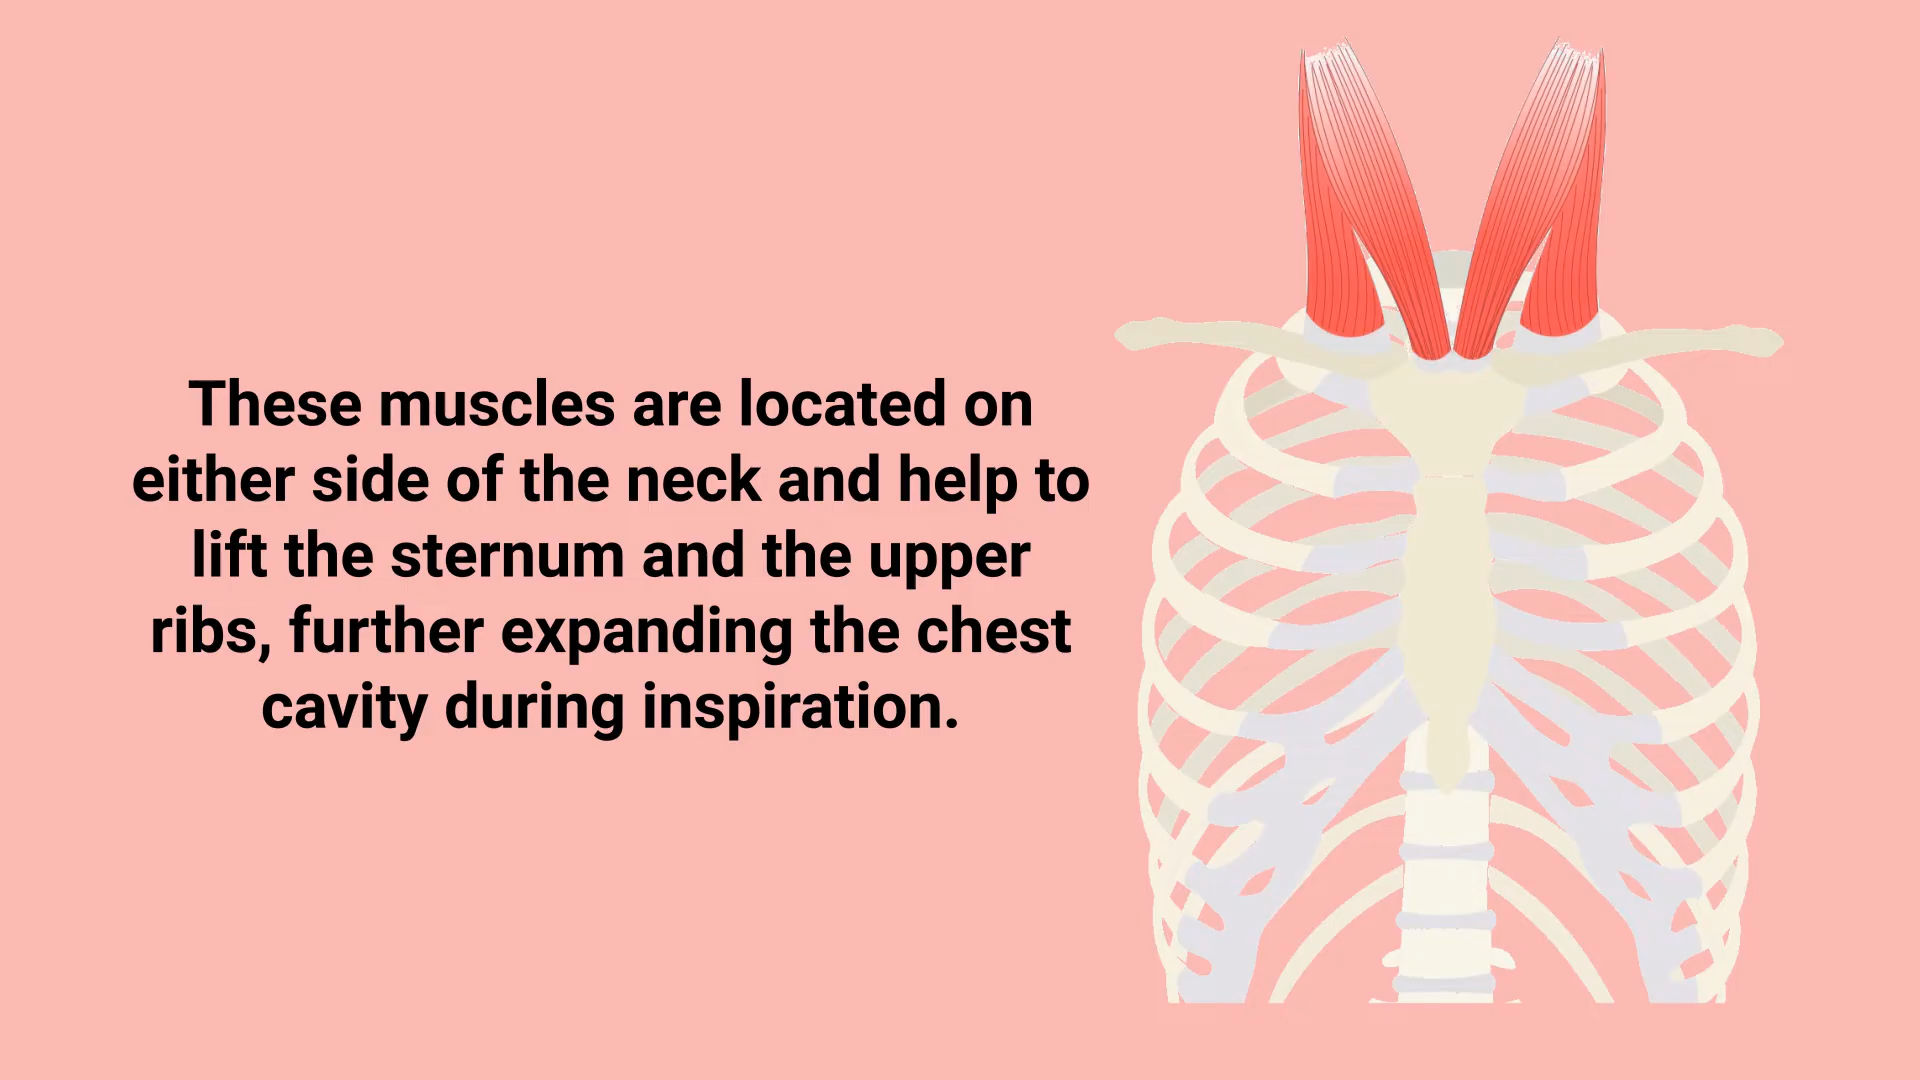 These muscles are located on
either side of the neck and help to
lift the sternum and the upper
ribs, further expanding the chest
cavity during inspiration.